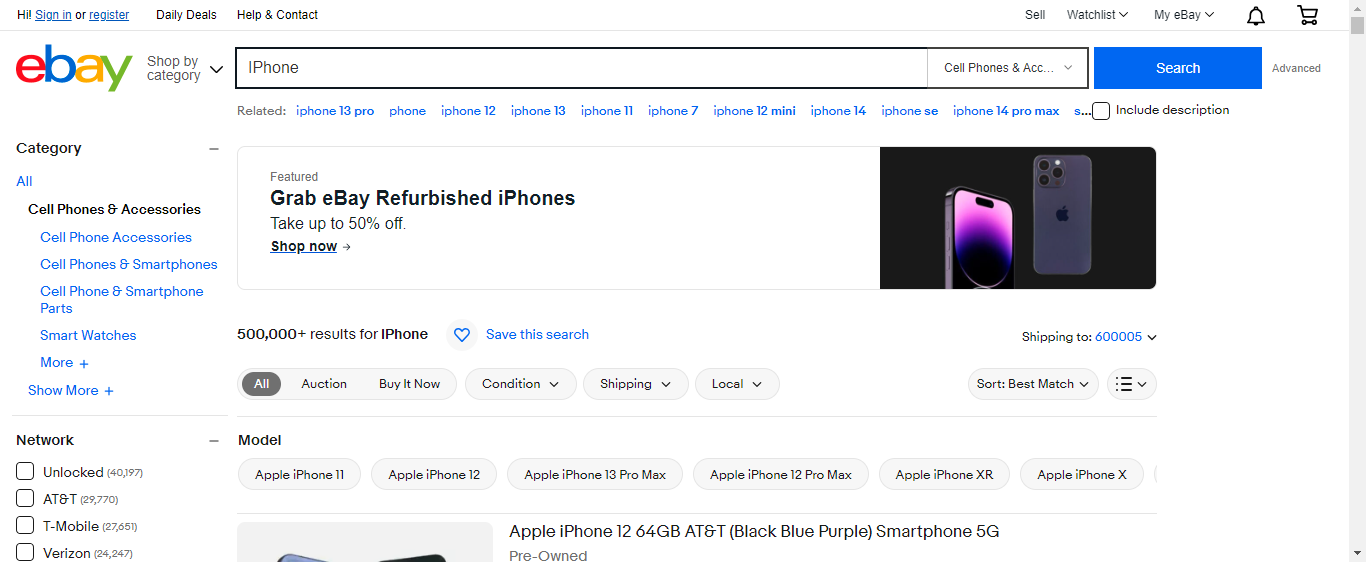 Hi! Sign in or register Daily Deals Help & Contact Sell Watchlist My eBay
ebay
Shop by
category
IPhone
Cell Phones & Acc...
Search
Advanced
Related: iphone 13 pro phone iphone 12 iphone 13 iphone 11 iphone 7 iphone 12 mini iphone 14 iphone se iphone 14 pro max s... Include description
Category
All
Cell Phones & Accessories
Cell Phone Accessories
Cell Phones & Smartphones
Cell Phone & Smartphone
Parts
Smart Watches
More +
Show More +
Network
Unlocked (40,197)
AT&T (29,770)
T-Mobile (27,651)
Verizon (24,247)
Featured
Grab eBay Refurbished iPhones
Take up to 50% off.
Shop now →
500,000+ results for IPhone Save this search Shipping to: 600005
All Auction Buy It Now Condition Shipping Local Sort: Best Match
Model
Apple iPhone 11 Apple iPhone 12 Apple iPhone 13 Pro Max Apple iPhone 12 Pro Max Apple iPhone XR Apple iPhone X
Apple iPhone 12 64GB AT&T (Black Blue Purple) Smartphone 5G
Pre-Owned